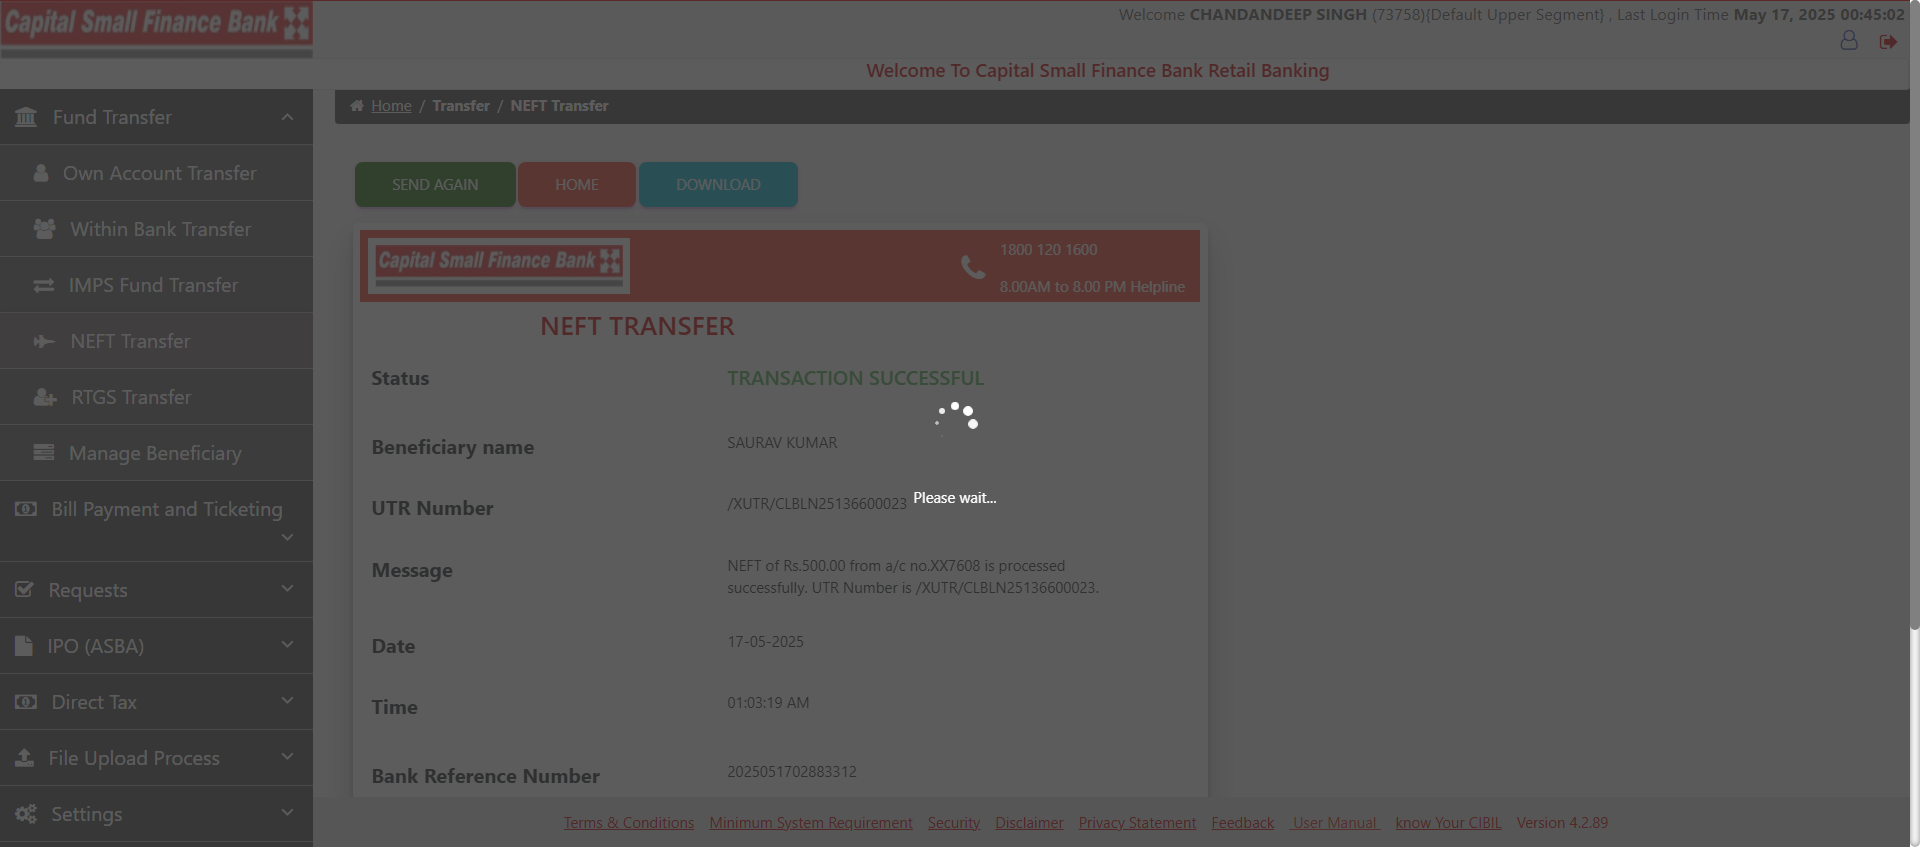 Capital Small Finance Bank
Welcome CHANDANDEEP SINGH (73758){Default Upper Segment} , Last Login Time May 17, 2025 00:45:02
Welcome To Capital Small Finance Bank Retail Banking
Home / Transfer / NEFT Transfer
Fund Transfer
Own Account Transfer
Within Bank Transfer
IMPS Fund Transfer
NEFT Transfer
RTGS Transfer
Manage Beneficiary
Bill Payment and Ticketing
Requests
IPO (ASBA)
Direct Tax
File Upload Process
Settings
SEND AGAIN
HOME
DOWNLOAD
Capital Small Finance Bank
1800 120 1600
8.00AM to 8.00 PM Helpline
NEFT TRANSFER
Status TRANSACTION SUCCESSFUL
Beneficiary name SAURAV KUMAR
UTR Number /XUTR/CLBLN25136600023
Please wait...
Message NEFT of Rs.500.00 from a/c no.XX7608 is processed
successfully. UTR Number is /XUTR/CLBLN25136600023.
Date 17-05-2025
Time 01:03:19 AM
Bank Reference Number 2025051702883312
Terms & Conditions Minimum System Requirement Security Disclaimer Privacy Statement Feedback User Manual know Your CIBIL Version 4.2.89